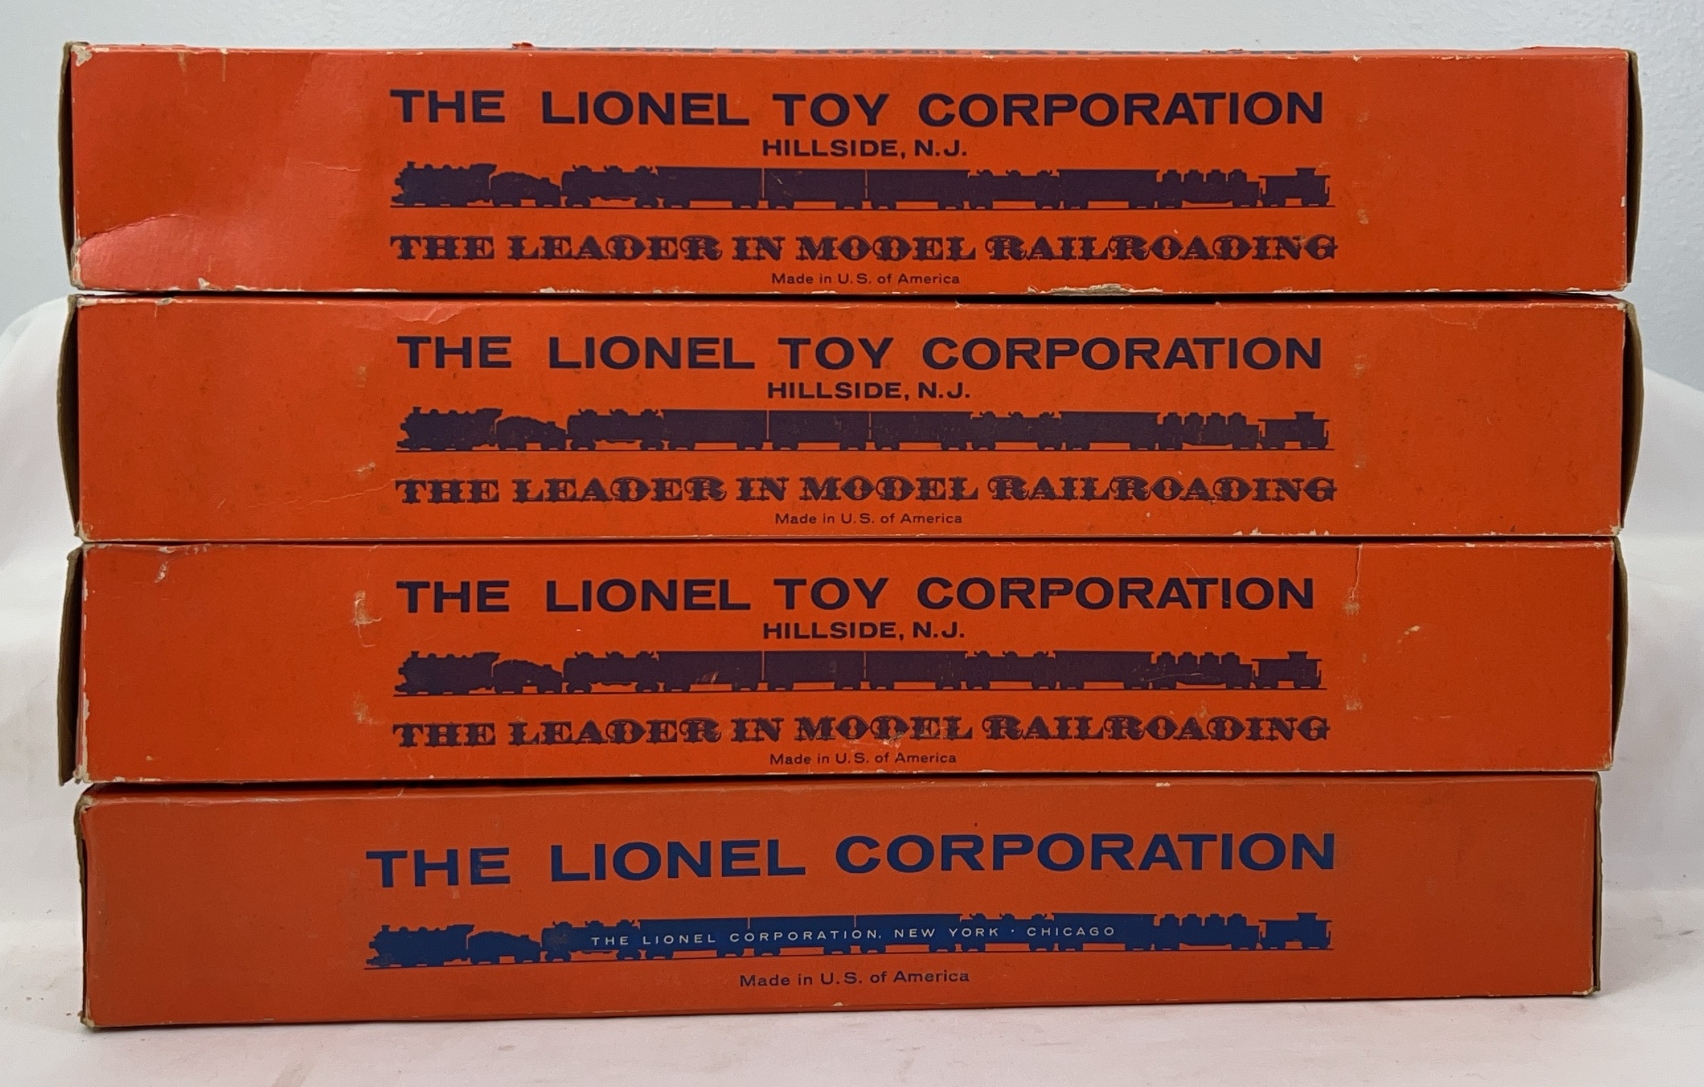 THE LIONEL TOY CORPORATION
HILLSIDE, N.J.
THE LEADER IN MODEL RAILROADING
Made in U.S. of America
THE LIONEL TOY CORPORATION
HILLSIDE, N.J.
THE LEADER IN MODEL RAILROADING
Made in U.S. of America
THE LIONEL TOY CORPORATION
HILLSIDE, N.J.
THE LEADER IN MODEL RAILROADING
Made in U.S. of America
THE LIONEL CORPORATION
THE LIONEL CORPORATION, NEW YORK · CHICAGO
Made in U.S. of America